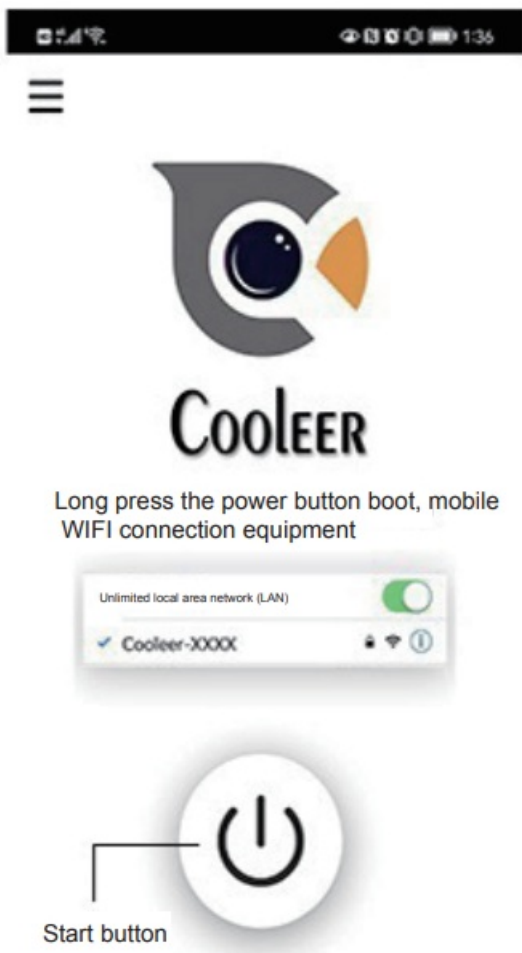 1:36
Cooleer
Long press the power button boot, mobile
WIFI connection equipment
Unlimited local area network (LAN)
Cooleer-XXXX
Start button